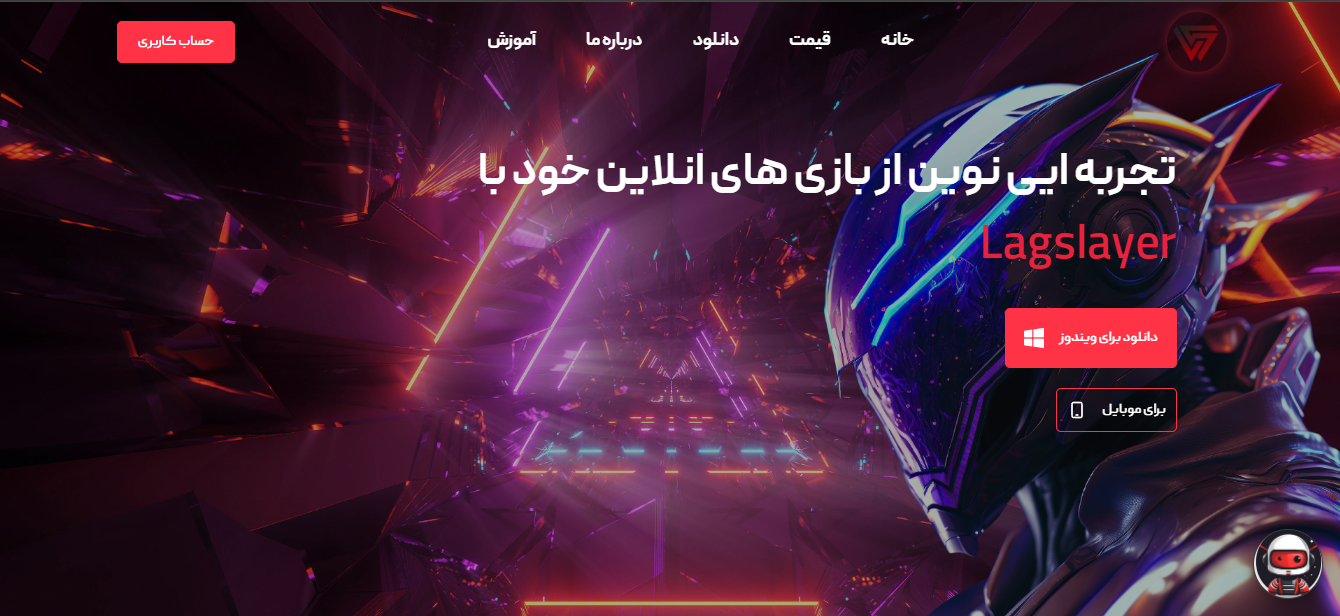 خانه
قیمت
دانلود
درباره ما
آموزش
حساب کاربری
تجربه ایی نوین از بازی های انلاین خود با
Lagslayer
دانلود برای ویندوز
برای موبایل